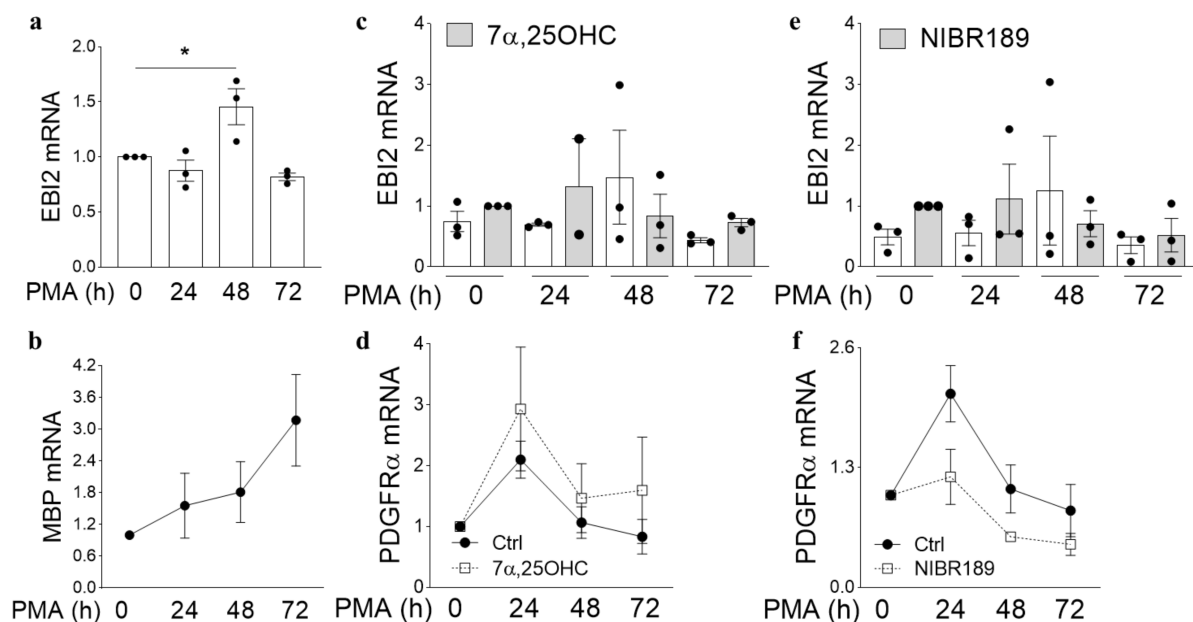 a
EBI2 mRNA
2.0
1.5
1.0
0.5
0.0
*
PMA (h) 0 24 48 72
c
EBI2 mRNA
4
3
2
1
0
7α,25OHC
PMA (h) 0 24 48 72
e
EBI2 mRNA
4
3
2
1
0
NIBR189
PMA (h) 0 24 48 72
b
MBP mRNA
4.2
3.6
3.0
2.4
1.8
1.2
0.6
0.0
PMA (h) 0 24 48 72
d
PDGFRα mRNA
4
3
2
1
0
Ctrl
7α,25OHC
PMA (h) 0 24 48 72
f
PDGFRα mRNA
2.6
1.3
0.0
Ctrl
NIBR189
PMA (h) 0 24 48 72